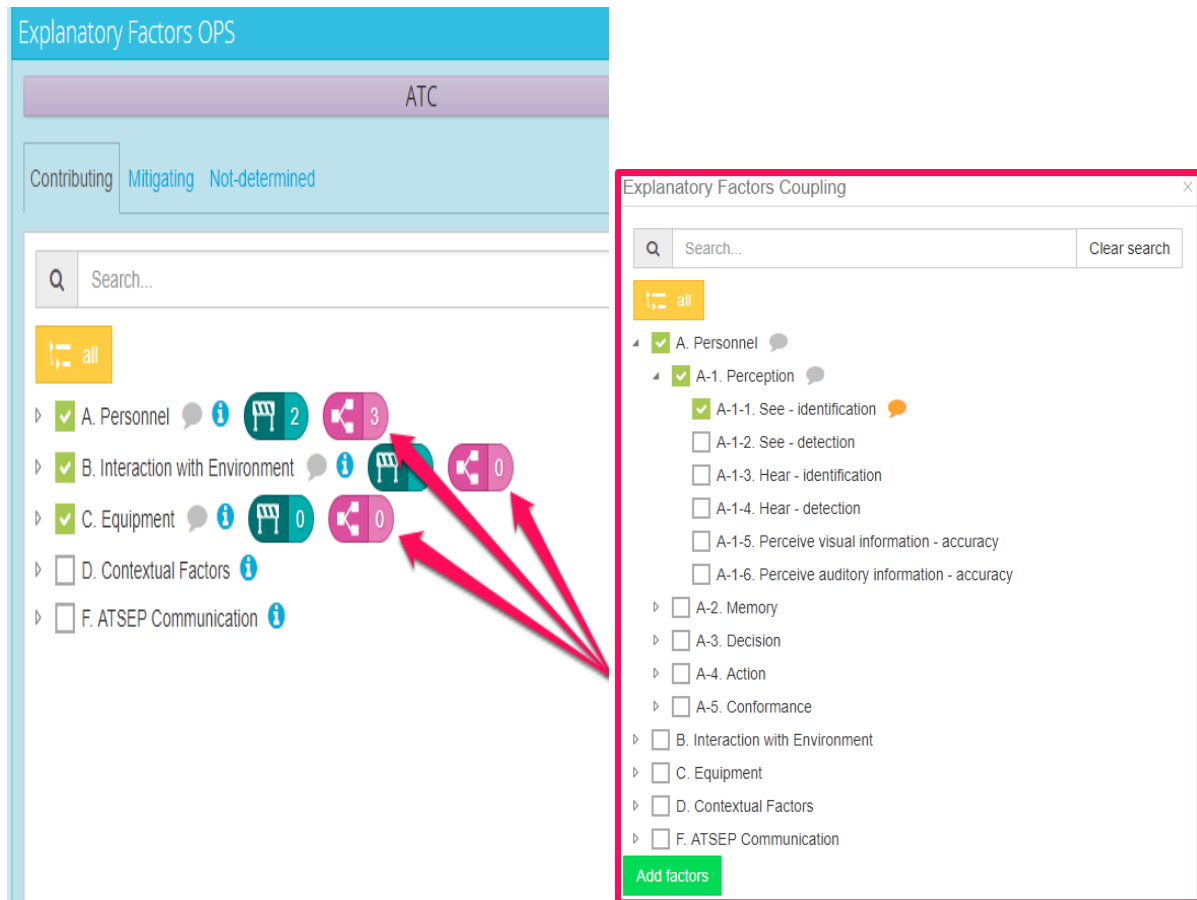 Explanatory Factors OPS
ATC
Contributing Mitigating Not-determined
Search...
all
A. Personnel 2 3
B. Interaction with Environment 0
C. Equipment 0 0
D. Contextual Factors
F. ATSEP Communication
Explanatory Factors Coupling
Search... Clear search
all
A. Personnel
A-1. Perception
A-1-1. See - identification
A-1-2. See - detection
A-1-3. Hear - identification
A-1-4. Hear - detection
A-1-5. Perceive visual information - accuracy
A-1-6. Perceive auditory information - accuracy
A-2. Memory
A-3. Decision
A-4. Action
A-5. Conformance
B. Interaction with Environment
C. Equipment
D. Contextual Factors
F. ATSEP Communication
Add factors